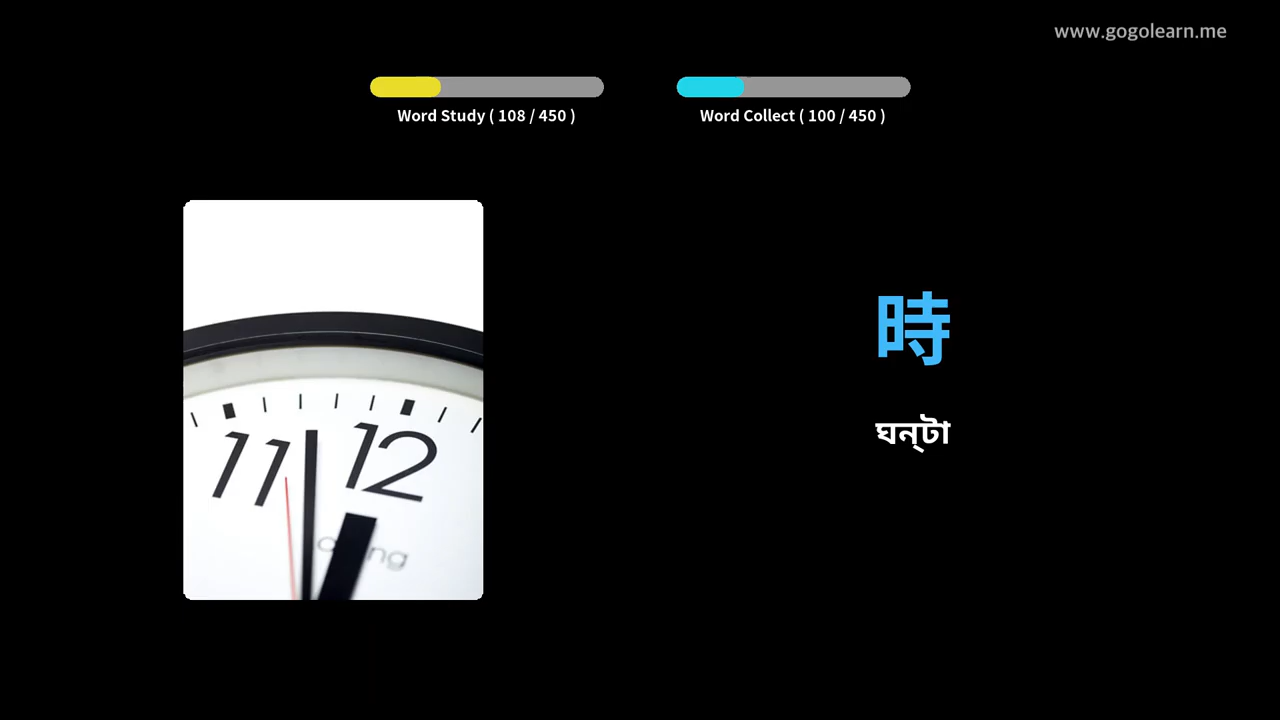 www.gogolearn.me
Word Study ( 108 / 450 )
Word Collect ( 100 / 450 )
11 12
時
ঘন্‌টা